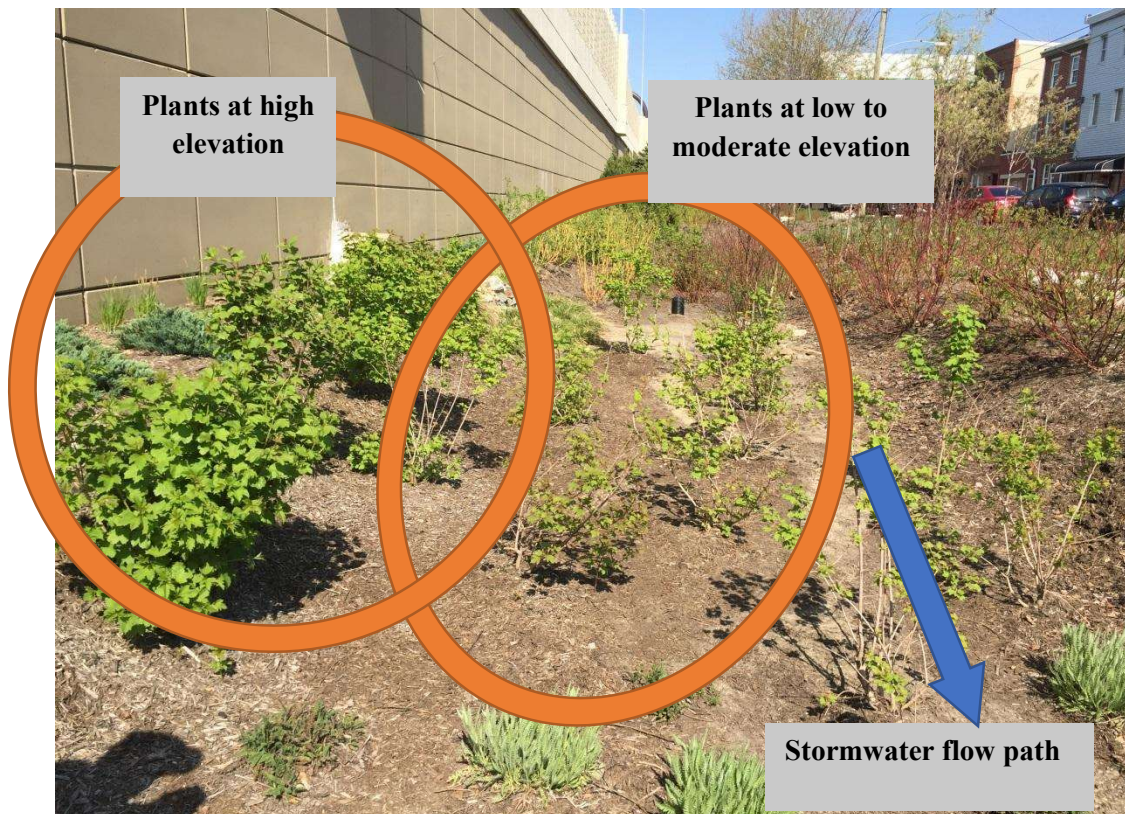 Plants at high
elevation
Plants at low to
moderate elevation
Stormwater flow path